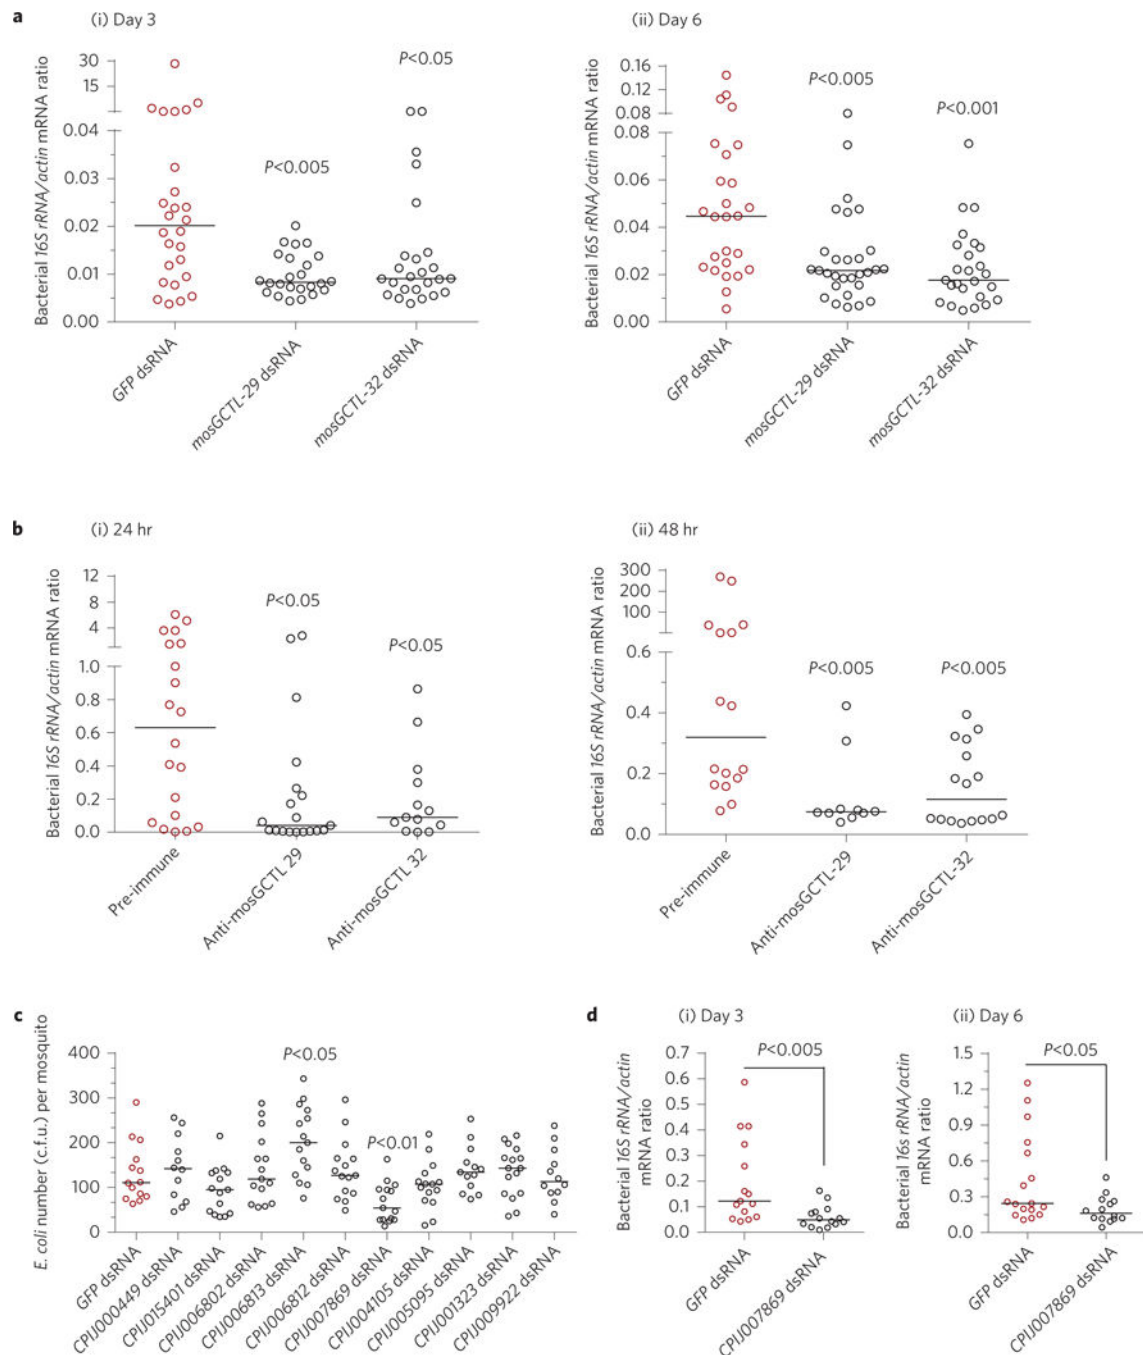 a
(i) Day 3
(ii) Day 6
Bacterial 16S rRNA/actin mRNA ratio
30
15
0.04
0.03
0.02
0.01
0.00
P<0.005
P<0.05
GFP dsRNA
mosGCTL-29 dsRNA
mosGCTL-32 dsRNA
Bacterial 16S rRNA/actin mRNA ratio
0.16
0.12
0.08
0.08
0.06
0.04
0.02
0.00
P<0.005
P<0.001
GFP dsRNA
mosGCTL-29 dsRNA
mosGCTL-32 dsRNA
b
(i) 24 hr
(ii) 48 hr
Bacterial 16S rRNA/actin mRNA ratio
12
8
4
1.0
0.8
0.6
0.4
0.2
0.0
P<0.05
P<0.05
Pre-immune
Anti-mosGCTL 29
Anti-mosGCTL 32
Bacterial 16S rRNA/actin mRNA ratio
300
200
100
0.6
0.4
0.2
0.0
P<0.005
P<0.005
Pre-immune
Anti-mosGCTL-29
Anti-mosGCTL-32
c
E. coli number (c.f.u.) per mosquito
400
300
200
100
0
P<0.05
P<0.01
GFP dsRNA
CPIJ000449 dsRNA
CPIJ015401 dsRNA
CPIJ006802 dsRNA
CPIJ006813 dsRNA
CPIJ006812 dsRNA
CPIJ007869 dsRNA
CPIJ004105 dsRNA
CPIJ005095 dsRNA
CPIJ001323 dsRNA
CPIJ009922 dsRNA
d
(i) Day 3
(ii) Day 6
Bacterial 16S rRNA/actin
mRNA ratio
0.7
0.6
0.5
0.4
0.3
0.2
0.1
0.0
P<0.005
GFP dsRNA
CPIJ007869 dsRNA
Bacterial 16s rRNA/actin
mRNA ratio
1.5
1.2
0.9
0.6
0.3
0.0
P<0.05
GFP dsRNA
CPIJ007869 dsRNA